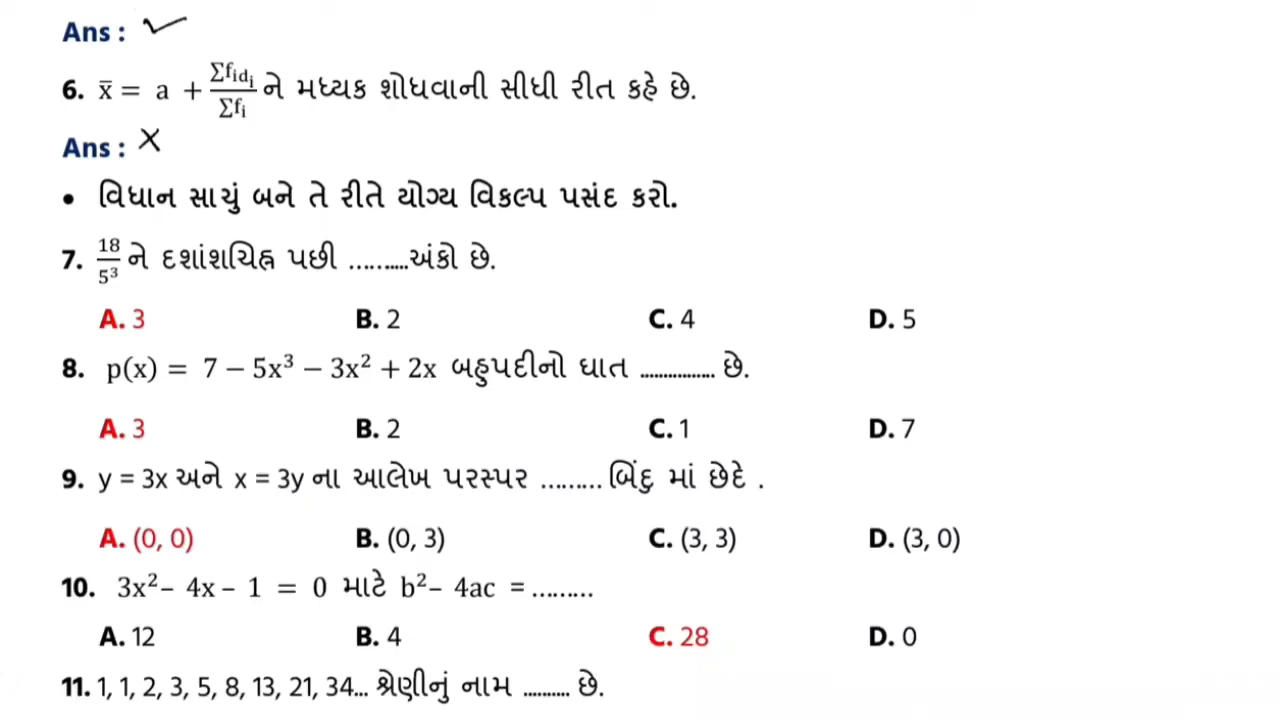 Ans : ✓
6. x̄ = a + Σfidi/Σfi ને મધ્યક શોધવાની સીધી રીત કહે છે.
Ans : X
• વિધાન સાચું બને તે રીતે યોગ્ય વિકલ્પ પસંદ કરો.
7. 18/5³ ને દશાંશચિહ્ન પછી ..........અંકો છે.
A. 3 B. 2 C. 4 D. 5
8. p(x) = 7 − 5x³ − 3x² + 2x બહુપદીનો ઘાત ................ છે.
A. 3 B. 2 C. 1 D. 7
9. y = 3x અને x = 3y ના આલેખ પરસ્પર ......... બિંદુ માં છેદે .
A. (0, 0) B. (0, 3) C. (3, 3) D. (3, 0)
10. 3x² – 4x – 1 = 0 માટે b² – 4ac = .........
A. 12 B. 4 C. 28 D. 0
11. 1, 1, 2, 3, 5, 8, 13, 21, 34... શ્રેણીનું નામ .......... છે.